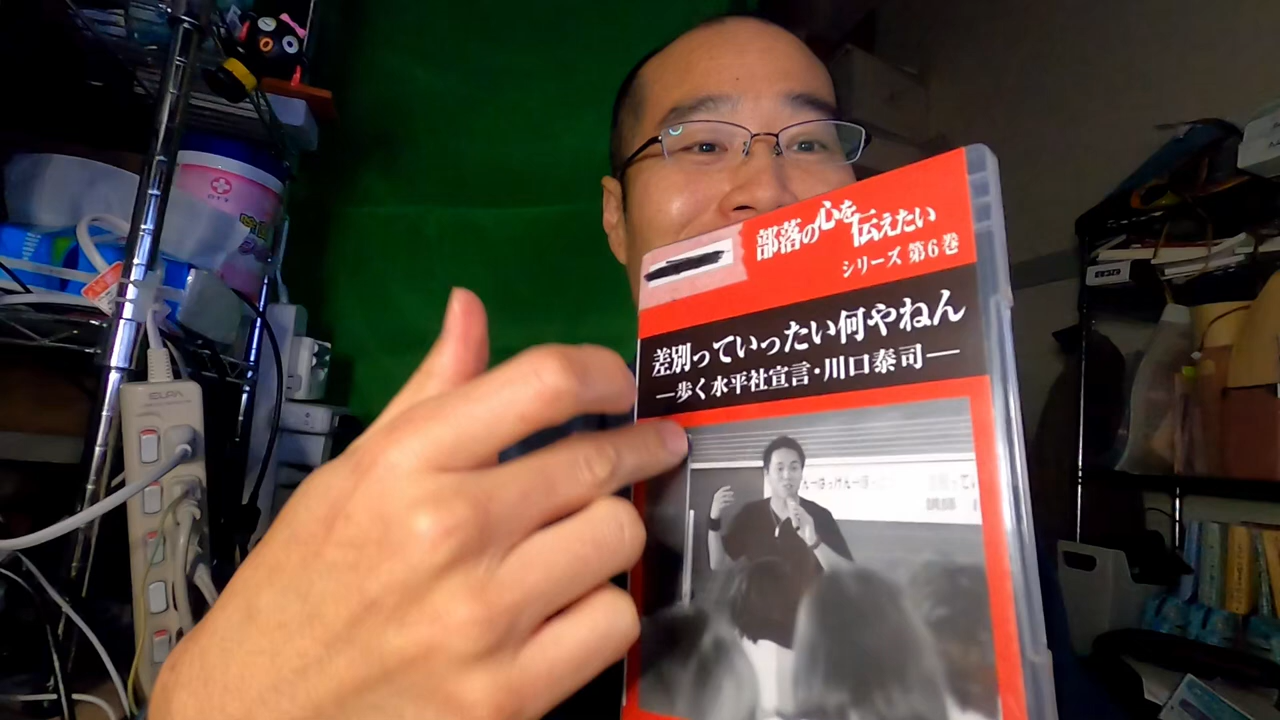 部落の心を伝えたい
シリーズ 第6巻
差別っていったい何やねん
―歩く水平社宣言・川口泰司―
講師
ELPA